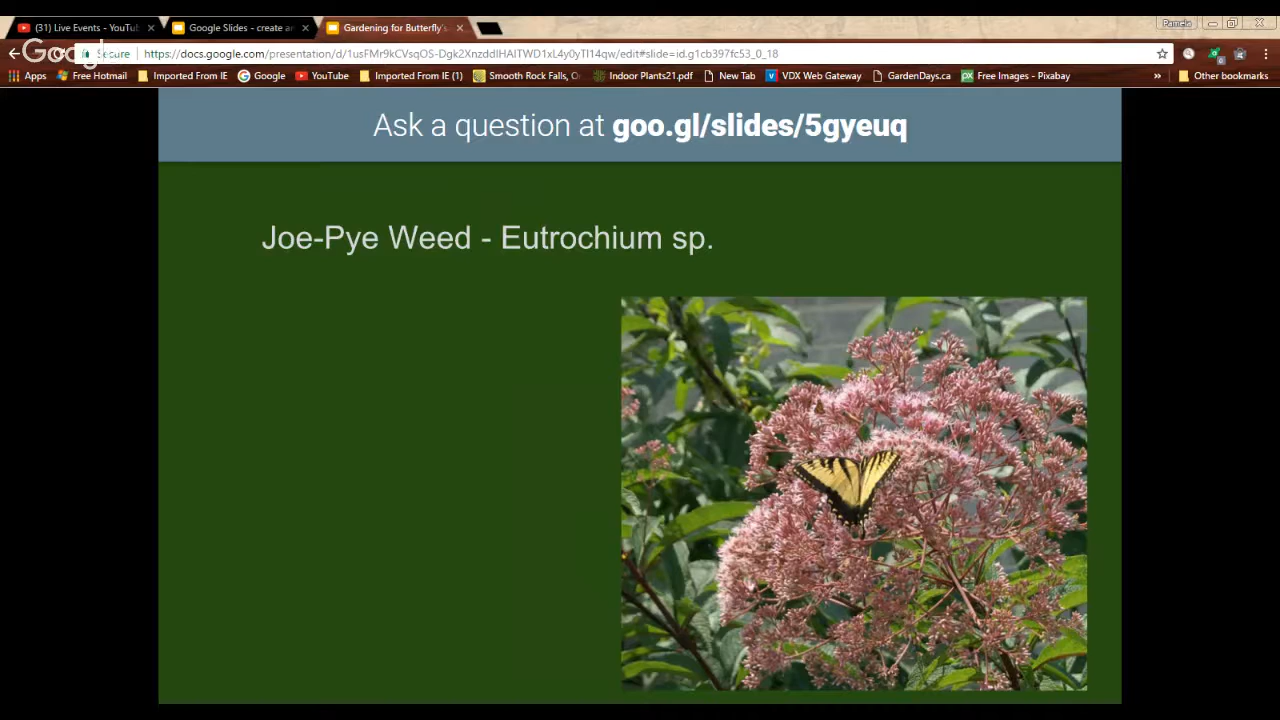 (31) Live Events - YouTu
Google Slides - create an
Gardening for Butterfly's
Pamela
Secure
https://docs.google.com/presentation/d/1usFMr9kCVsqOS-Dgk2XnzddIHAITWD1xL4y0yTI14qw/edit#slide=id.g1cb397fc53_0_18
Apps Free Hotmail Imported From IE Google YouTube Imported From IE (1) Smooth Rock Falls, O Indoor Plants21.pdf New Tab VDX Web Gateway GardenDays.ca Free Images - Pixabay » Other bookmarks
Ask a question at goo.gl/slides/5gyeuq
Joe-Pye Weed - Eutrochium sp.